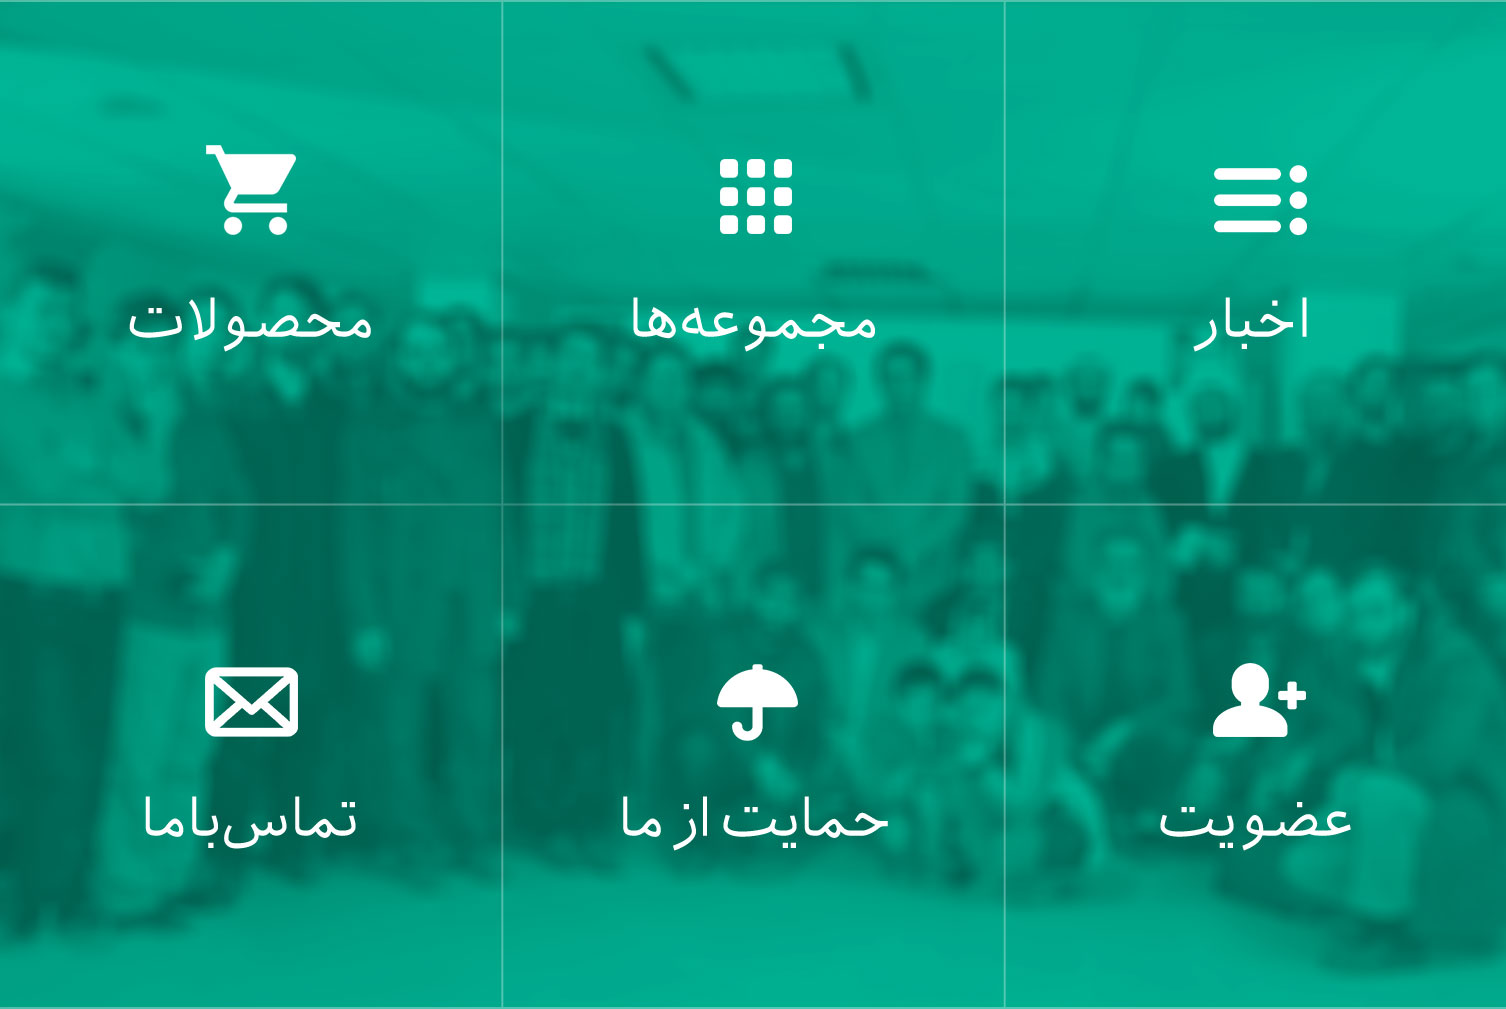 اخبار
مجموعه‌ها
محصولات
عضویت
حمایت از ما
تماس‌باما